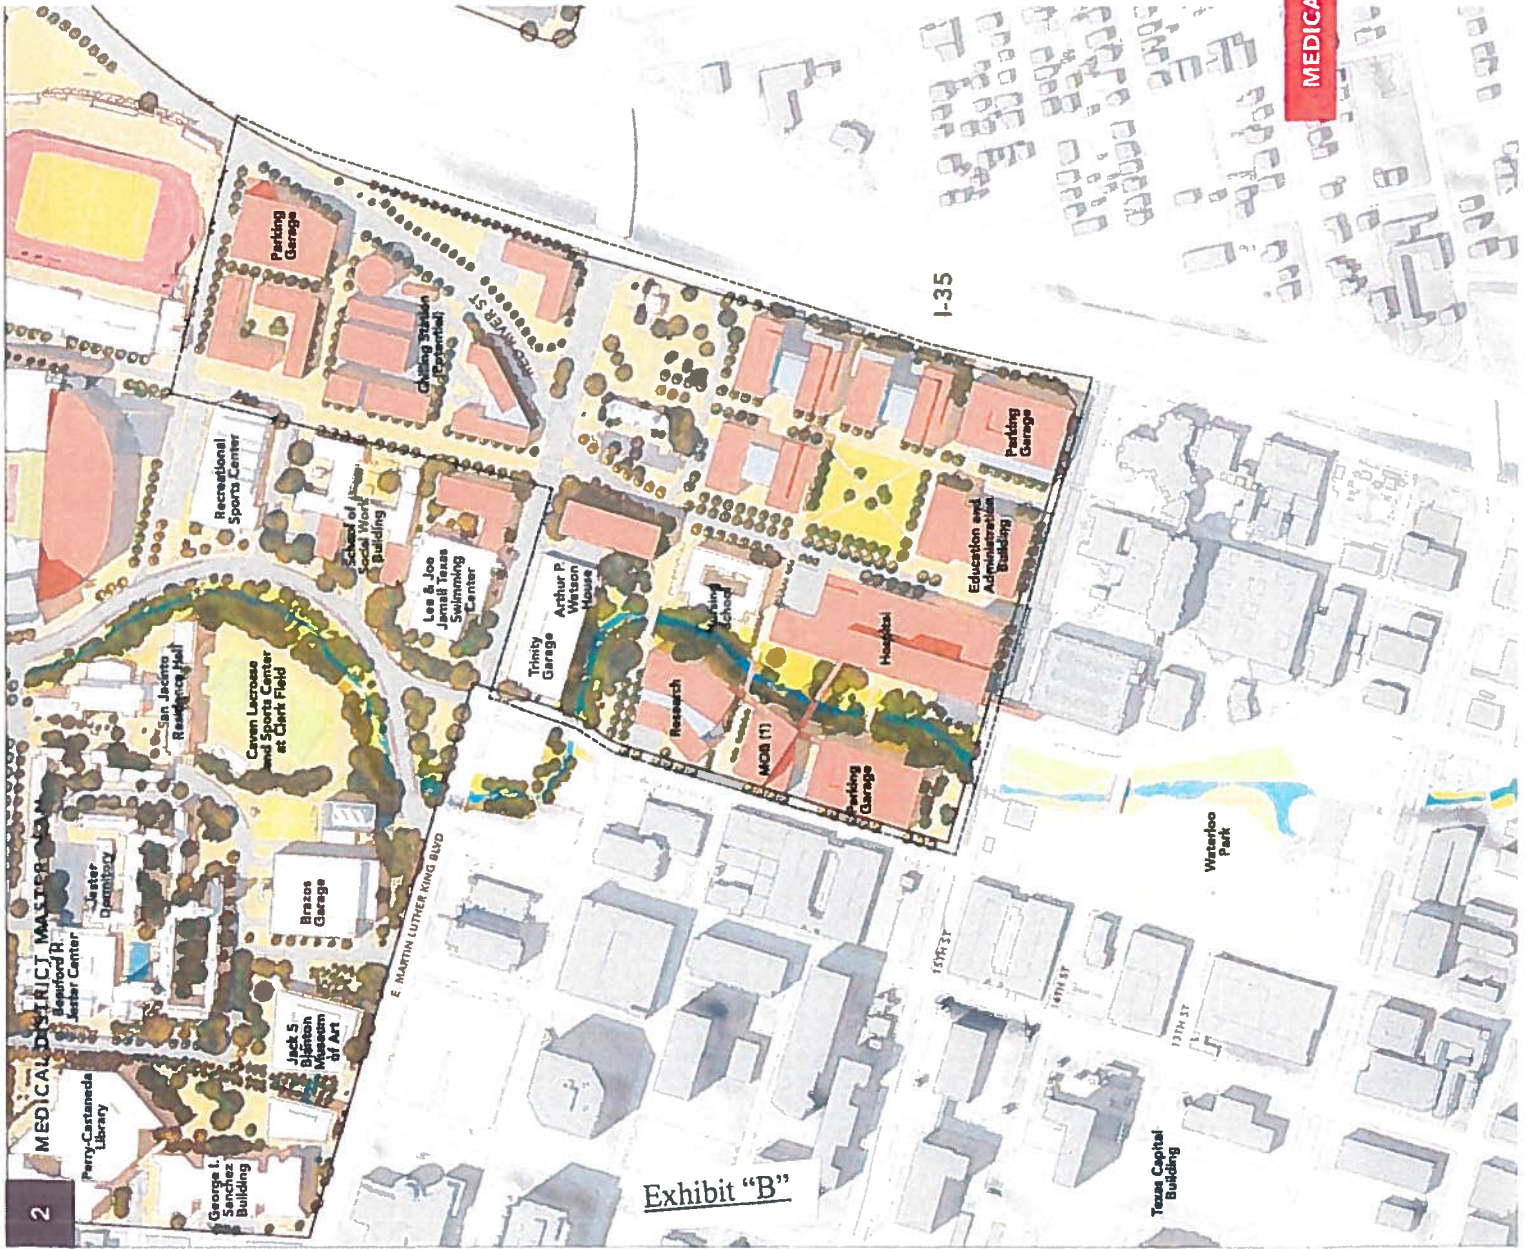 2
MEDICAL DISTRICT MASTER PLAN
Perry-Castaneda
Library
George I.
Sanchez
Building
Beauford H.
Jester Center
Jester
Dormitory
Jack S
Blanton
Museum
of Art
Brazos
Garage
San Jacinto
Residence Hall
Caven Lacrosse
and Sports Center
at Clark Field
Recreational
Sports Center
School of
Social Work
Building
Lee & Joe
Jamail Texas
Swimming
Center
Parking
Garage
Chilling Station
(Potential)
RED RIVER ST
E. MARTIN LUTHER KING BLVD
Trinity
Garage
Arthur P.
Watson
House
Nursing
School
Research
MOB (1)
Parking
Garage
Hospital
Education and
Administration
Building
Parking
Garage
I-35
15TH ST
14TH ST
13TH ST
Waterloo
Park
Texas Capital
Building
MEDICA
Exhibit “B”